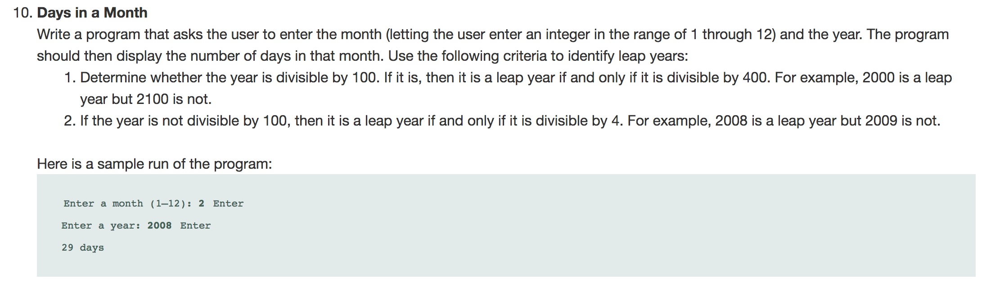 10. Days in a Month
Write a program that asks the user to enter the month (letting the user enter an integer in the range of 1 through 12) and the year. The program
should then display the number of days in that month. Use the following criteria to identify leap years:
1. Determine whether the year is divisible by 100. If it is, then it is a leap year if and only if it is divisible by 400. For example, 2000 is a leap
year but 2100 is not.
2. If the year is not divisible by 100, then it is a leap year if and only if it is divisible by 4. For example, 2008 is a leap year but 2009 is not.
Here is a sample run of the program:
Enter a month (1–12): 2 Enter
Enter a year: 2008 Enter
29 days